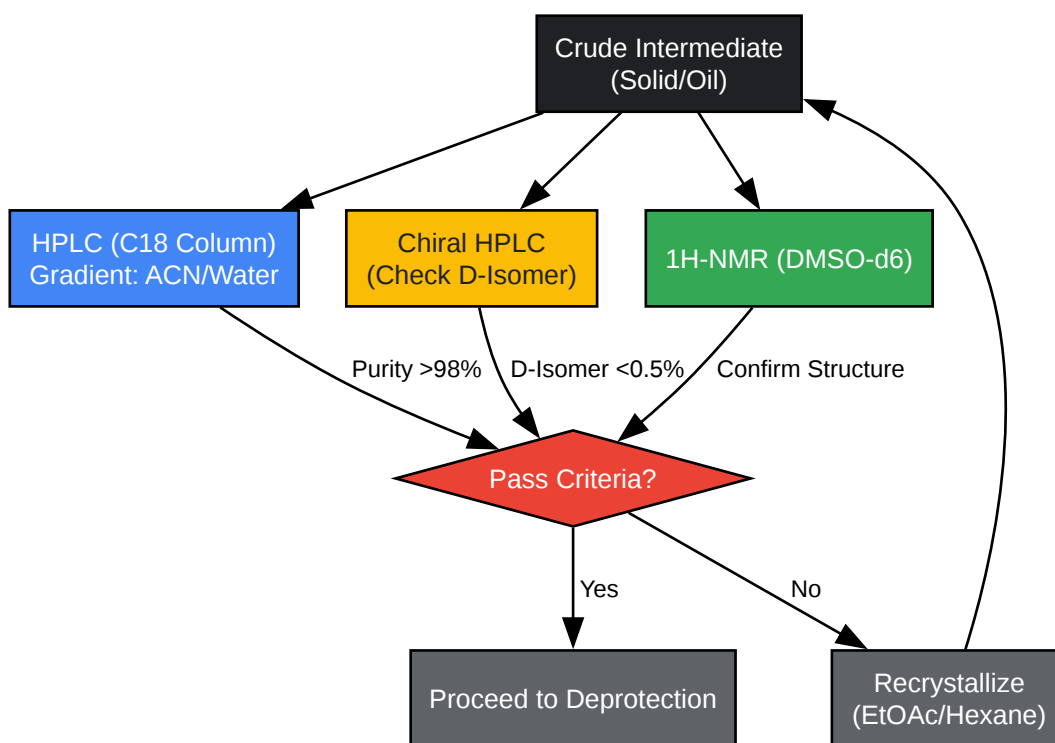 Crude Intermediate
(Solid/Oil)
HPLC (C18 Column)
Gradient: ACN/Water
Chiral HPLC
(Check D-Isomer)
1H-NMR (DMSO-d6)
Purity >98%
D-Isomer <0.5%
Confirm Structure
Pass Criteria?
Yes
No
Proceed to Deprotection
Recrystallize
(EtOAc/Hexane)